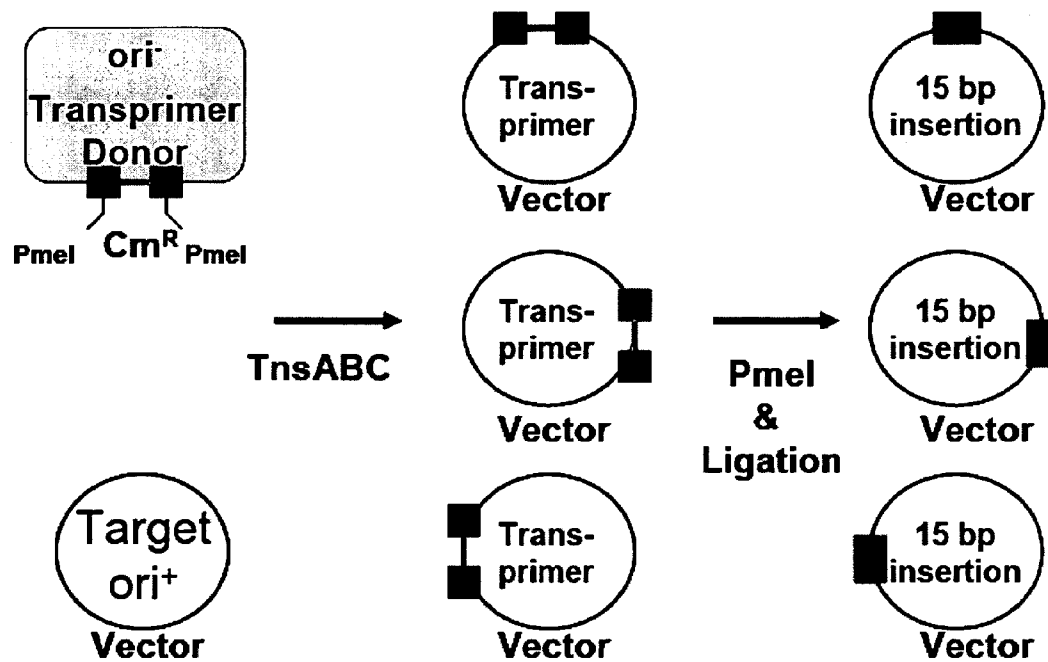 ori-
Transprimer
Donor
PmeI CmR PmeI
Target
ori+
Vector
TnsABC
Trans-
primer
Vector
Trans-
primer
Vector
Trans-
primer
Vector
PmeI
&
Ligation
15 bp
insertion
Vector
15 bp
insertion
Vector
15 bp
insertion
Vector